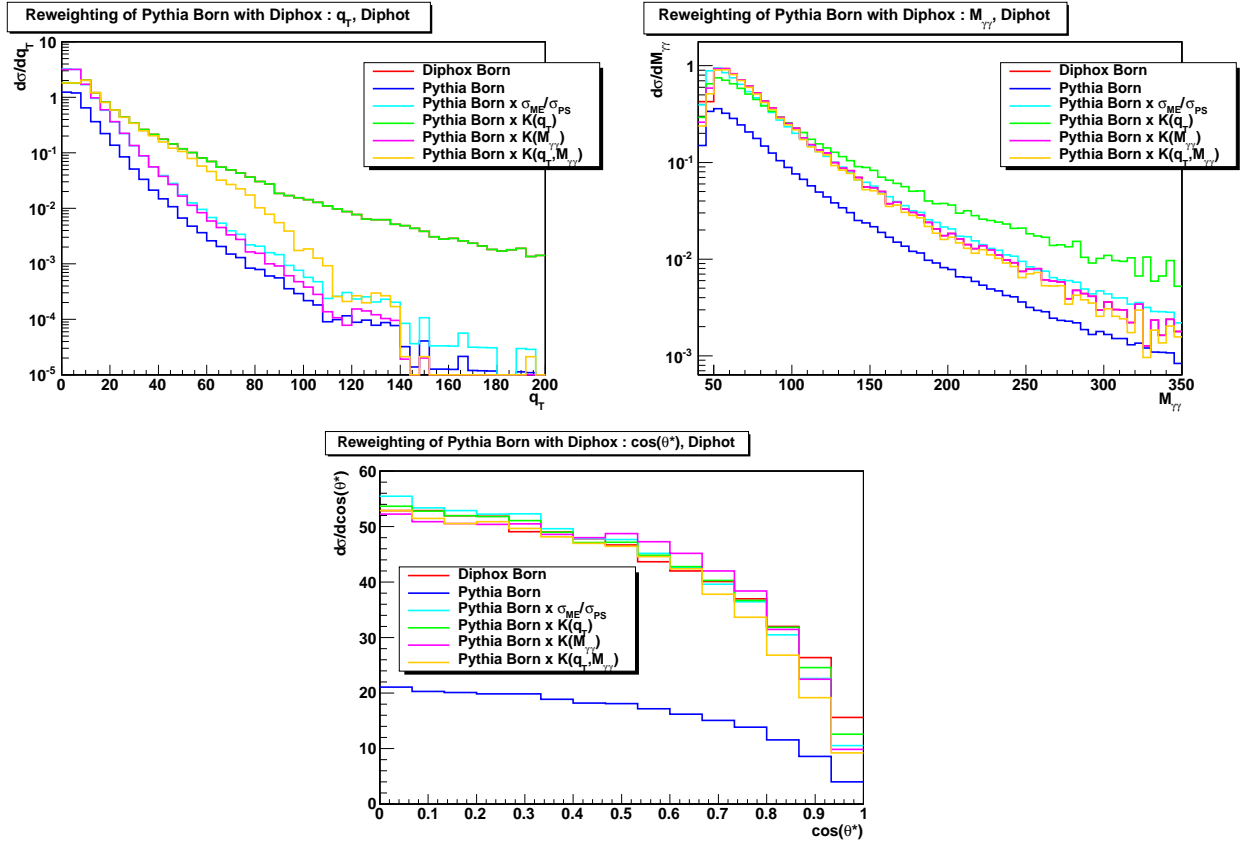 Reweighting of Pythia Born with Diphox : q_T, Diphot
dσ/dq_T
10
1
10^-1
10^-2
10^-3
10^-4
10^-5
Diphox Born
Pythia Born
Pythia Born x σ_ME/σ_PS
Pythia Born x K(q_T)
Pythia Born x K(M_γγ)
Pythia Born x K(q_T,M_γγ)
0 20 40 60 80 100 120 140 160 180 200
q_T
Reweighting of Pythia Born with Diphox : M_γγ, Diphot
dσ/dM_γγ
1
10^-1
10^-2
10^-3
Diphox Born
Pythia Born
Pythia Born x σ_ME/σ_PS
Pythia Born x K(q_T)
Pythia Born x K(M_γγ)
Pythia Born x K(q_T,M_γγ)
50 100 150 200 250 300 350
M_γγ
Reweighting of Pythia Born with Diphox : cos(θ*), Diphot
dσ/dcos(θ*)
60
50
40
30
20
10
0
Diphox Born
Pythia Born
Pythia Born x σ_ME/σ_PS
Pythia Born x K(q_T)
Pythia Born x K(M_γγ)
Pythia Born x K(q_T,M_γγ)
0 0.1 0.2 0.3 0.4 0.5 0.6 0.7 0.8 0.9 1
cos(θ*)